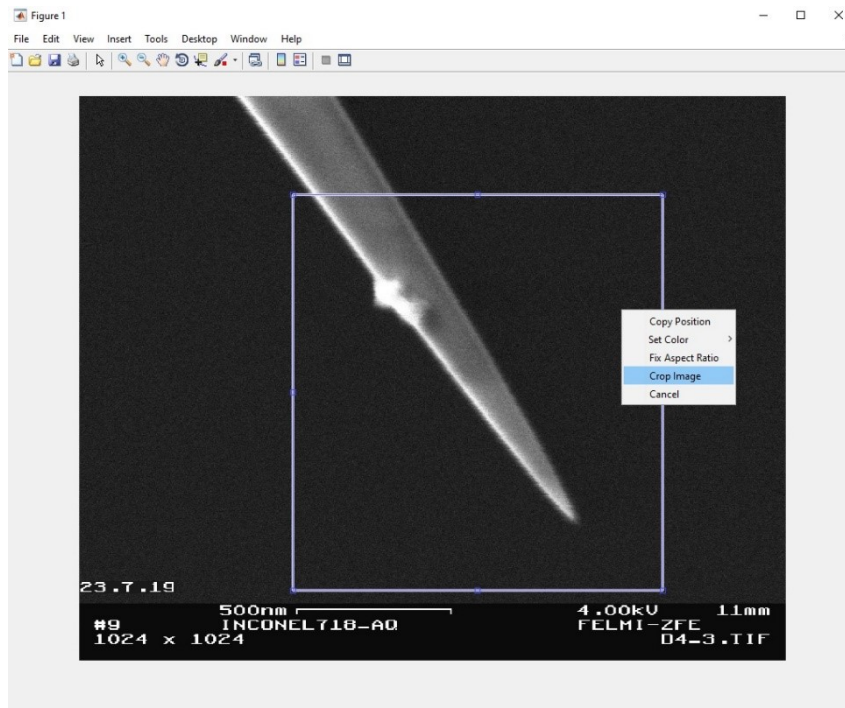 Figure 1
File Edit View Insert Tools Desktop Window Help
Copy Position
Set Color
Fix Aspect Ratio
Crop Image
Cancel
23.7.19
500nm 4.00kV 11mm
#9 INCONEL718-AQ FELMI-ZFE
1024 x 1024 D4-3.TIF